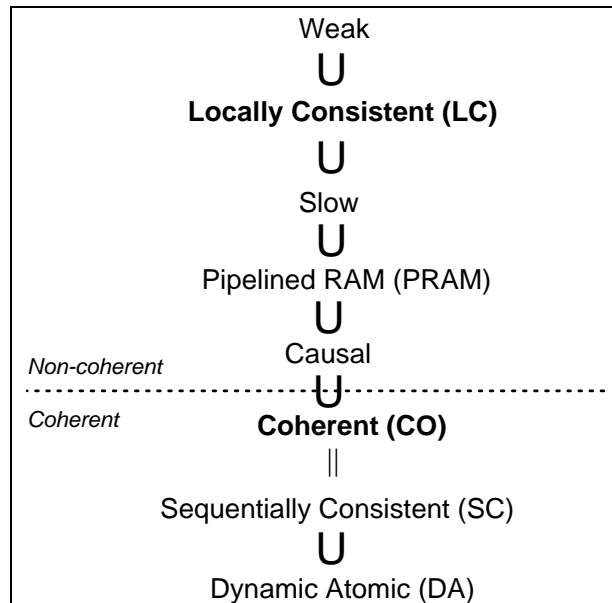 Weak
∪
Locally Consistent (LC)
∪
Slow
∪
Pipelined RAM (PRAM)
∪
Causal
Non-coherent
∪
Coherent
Coherent (CO)
||
Sequentially Consistent (SC)
∪
Dynamic Atomic (DA)